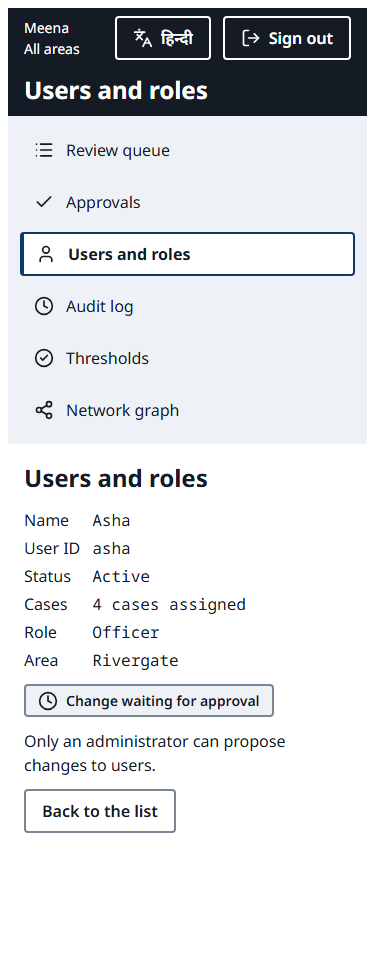 Meena
All areas
हिन्दी
Sign out
Users and roles
Review queue
Approvals
Users and roles
Audit log
Thresholds
Network graph
Users and roles
Name Asha
User ID asha
Status Active
Cases 4 cases assigned
Role Officer
Area Rivergate
Change waiting for approval
Only an administrator can propose
changes to users.
Back to the list